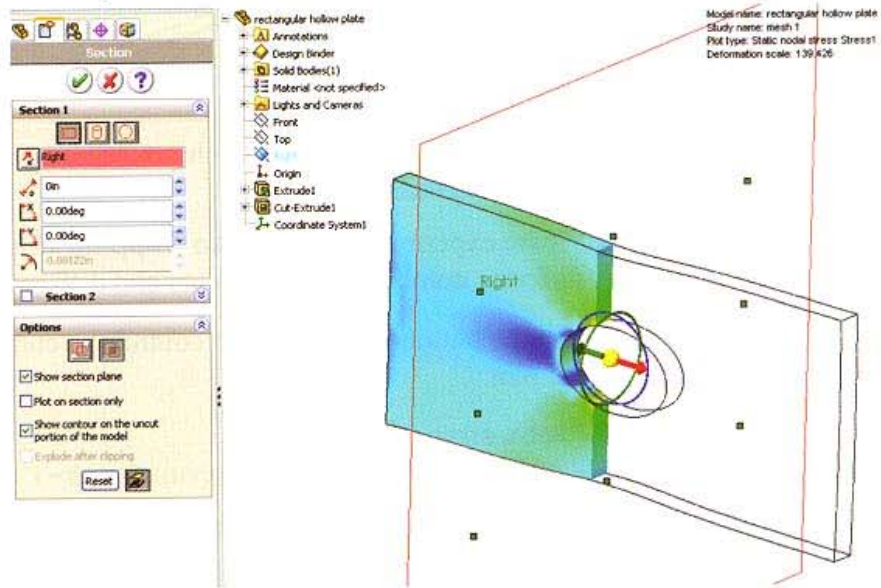 Section
Section 1
Right
0in
0.00deg
0.00deg
Section 2
Options
Show section plane
Plot on section only
Show contour on the uncut
portion of the model
Explode after clipping
Reset
rectangular hollow plate
Annotations
Design Binder
Solid Bodies(1)
Material <not specified>
Lights and Cameras
Front
Top
Right
Origin
Extrude1
Cut-Extrude1
Coordinate System1
Model name: rectangular hollow plate
Study name: mesh 1
Plot type: Static nodal stress Stress1
Deformation scale: 139.426
Right